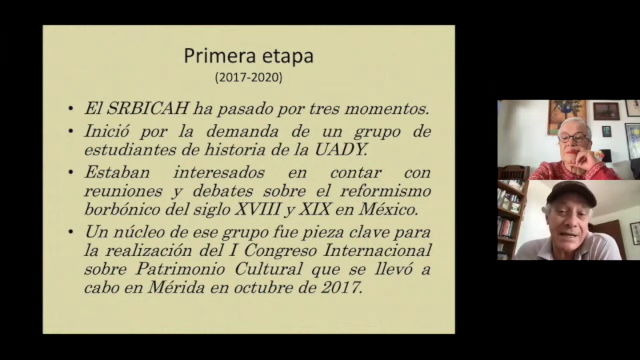 Primera etapa
(2017-2020)
• El SRBICAH ha pasado por tres momentos.
• Inició por la demanda de un grupo de
estudiantes de historia de la UADY.
• Estaban interesados en contar con
reuniones y debates sobre el reformismo
borbónico del siglo XVIII y XIX en México.
• Un núcleo de ese grupo fue pieza clave para
la realización del I Congreso Internacional
sobre Patrimonio Cultural que se llevó a
cabo en Mérida en octubre de 2017.